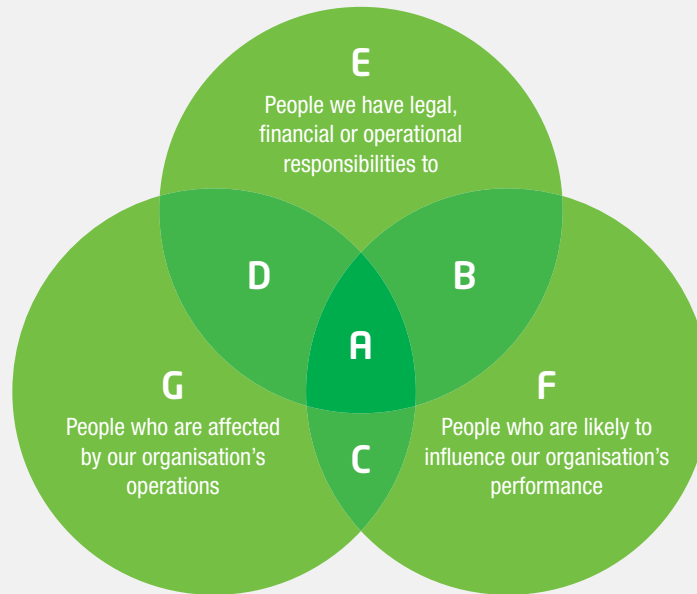 E
People we have legal,
financial or operational
responsibilities to
D
B
A
G
People who are affected
by our organisation's
operations
F
People who are likely to
influence our organisation's
performance
C